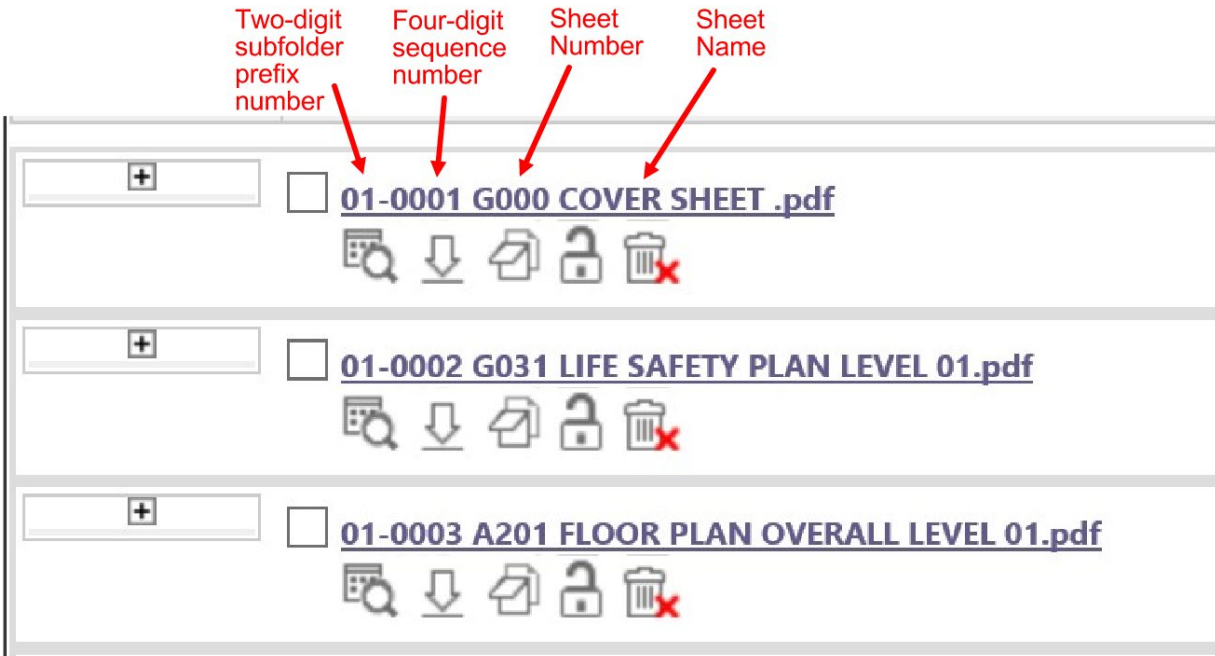 Two-digit
subfolder
prefix
number
Four-digit
sequence
number
Sheet
Number
Sheet
Name
01-0001 G000 COVER SHEET .pdf
01-0002 G031 LIFE SAFETY PLAN LEVEL 01.pdf
01-0003 A201 FLOOR PLAN OVERALL LEVEL 01.pdf